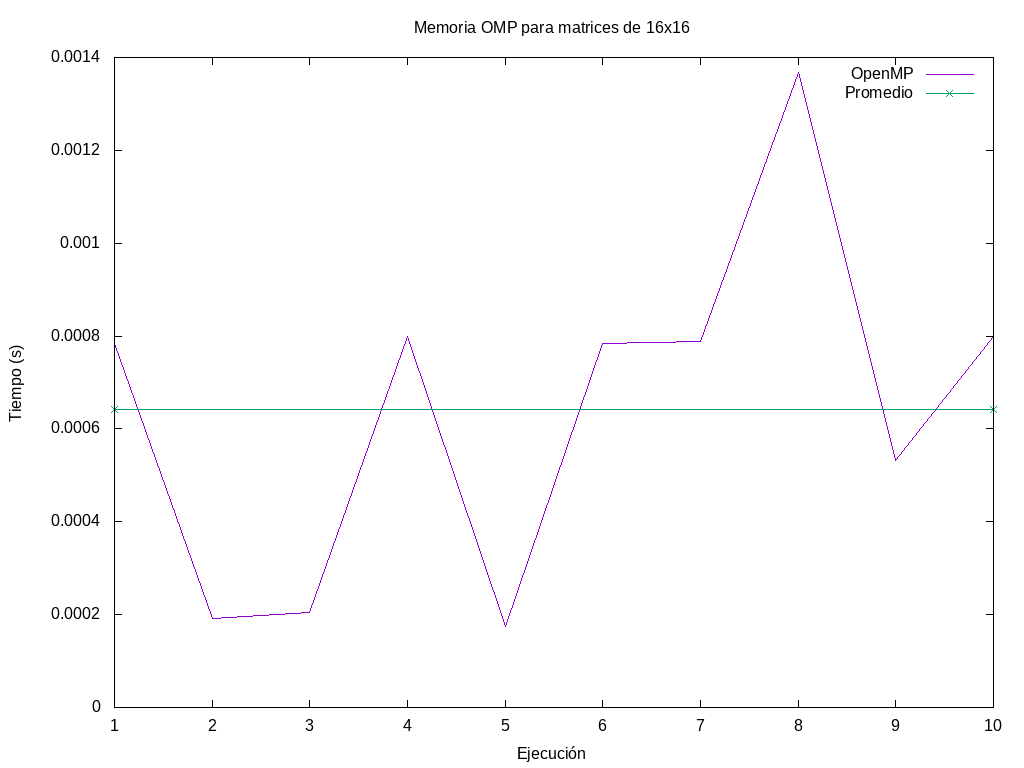 Memoria OMP para matrices de 16x16
OpenMP
Promedio
0.0014
0.0012
0.001
0.0008
0.0006
0.0004
0.0002
0
Tiempo (s)
1 2 3 4 5 6 7 8 9 10
Ejecución